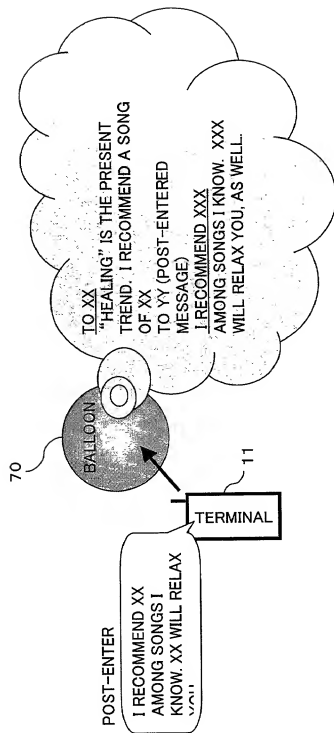 POST-ENTER
I RECOMMEND XX
AMONG SONGS I
KNOW. XX WILL RELAX
YOU
TERMINAL
11
70
BALLOON
TO XX
"HEALING" IS THE PRESENT
TREND. I RECOMMEND A SONG
OF XX
TO YY (POST-ENTERED
MESSAGE)
I RECOMMEND XXX
AMONG SONGS I KNOW. XXX
WILL RELAX YOU, AS WELL.